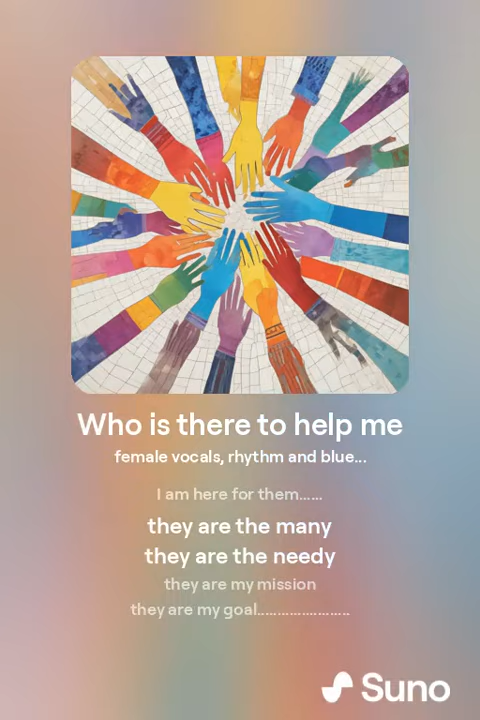 Who is there to help me
female vocals, rhythm and blue...
I am here for them......
they are the many
they are the needy
they are my mission
they are my goal......................
Suno